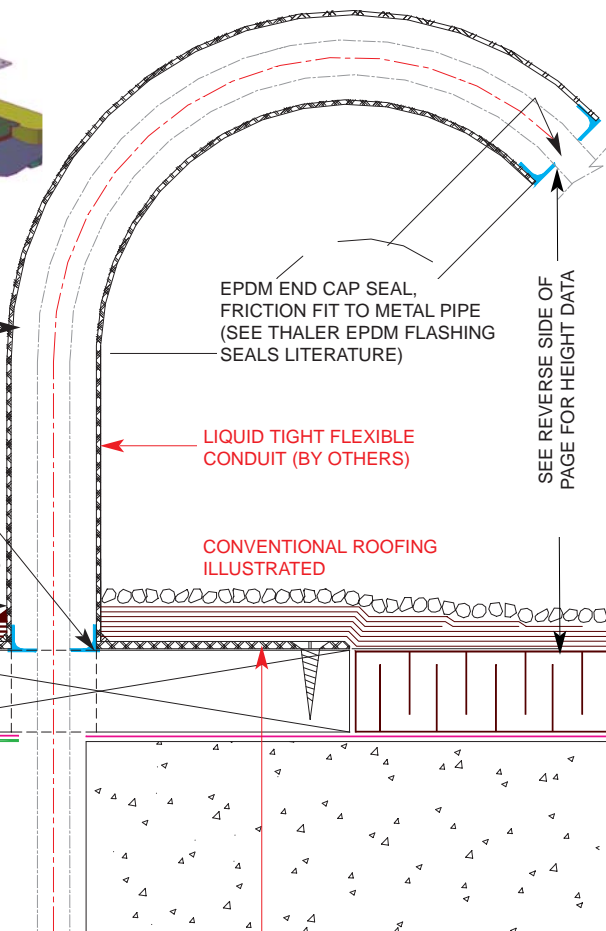 EPDM END CAP SEAL,
FRICTION FIT TO METAL PIPE
(SEE THALER EPDM FLASHING
SEALS LITERATURE)
SEE REVERSE SIDE OF
PAGE FOR HEIGHT DATA
LIQUID TIGHT FLEXIBLE
CONDUIT (BY OTHERS)
CONVENTIONAL ROOFING
ILLUSTRATED